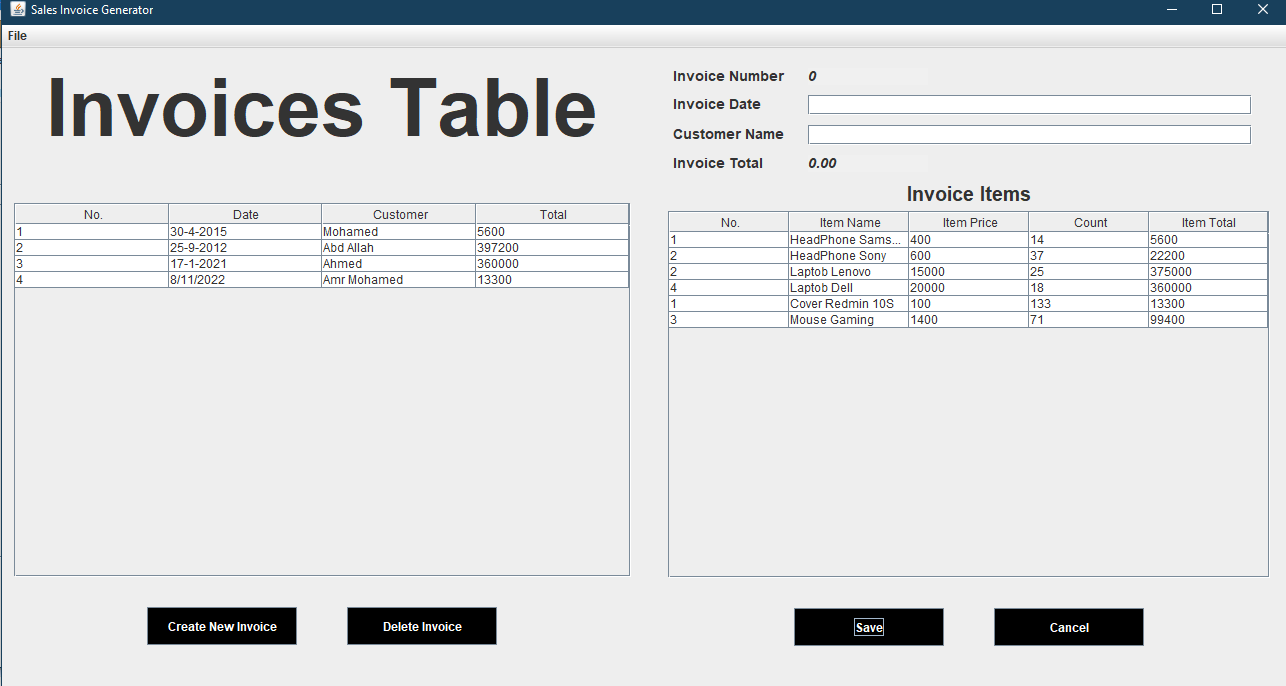 Sales Invoice Generator
File
Invoices Table
No. Date Customer Total
1 30-4-2015 Mohamed 5600
2 25-9-2012 Abd Allah 397200
3 17-1-2021 Ahmed 360000
4 8/11/2022 Amr Mohamed 13300
Create New Invoice Delete Invoice
Invoice Number 0
Invoice Date
Customer Name
Invoice Total 0.00
Invoice Items
No. Item Name Item Price Count Item Total
1 HeadPhone Sams... 400 14 5600
2 HeadPhone Sony 600 37 22200
2 Laptob Lenovo 15000 25 375000
4 Laptob Dell 20000 18 360000
1 Cover Redmin 10S 100 133 13300
3 Mouse Gaming 1400 71 99400
Save Cancel